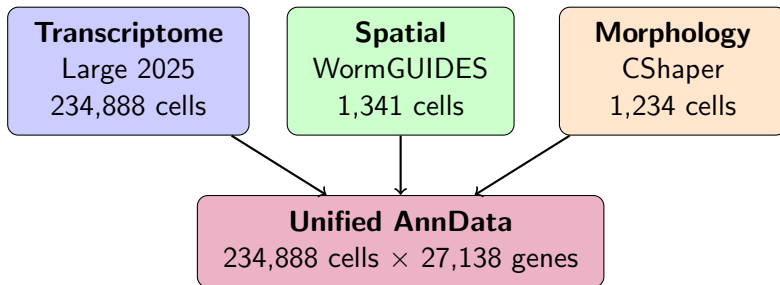 Transcriptome
Large 2025
234,888 cells
Spatial
WormGUIDES
1,341 cells
Morphology
CShaper
1,234 cells
Unified AnnData
234,888 cells × 27,138 genes